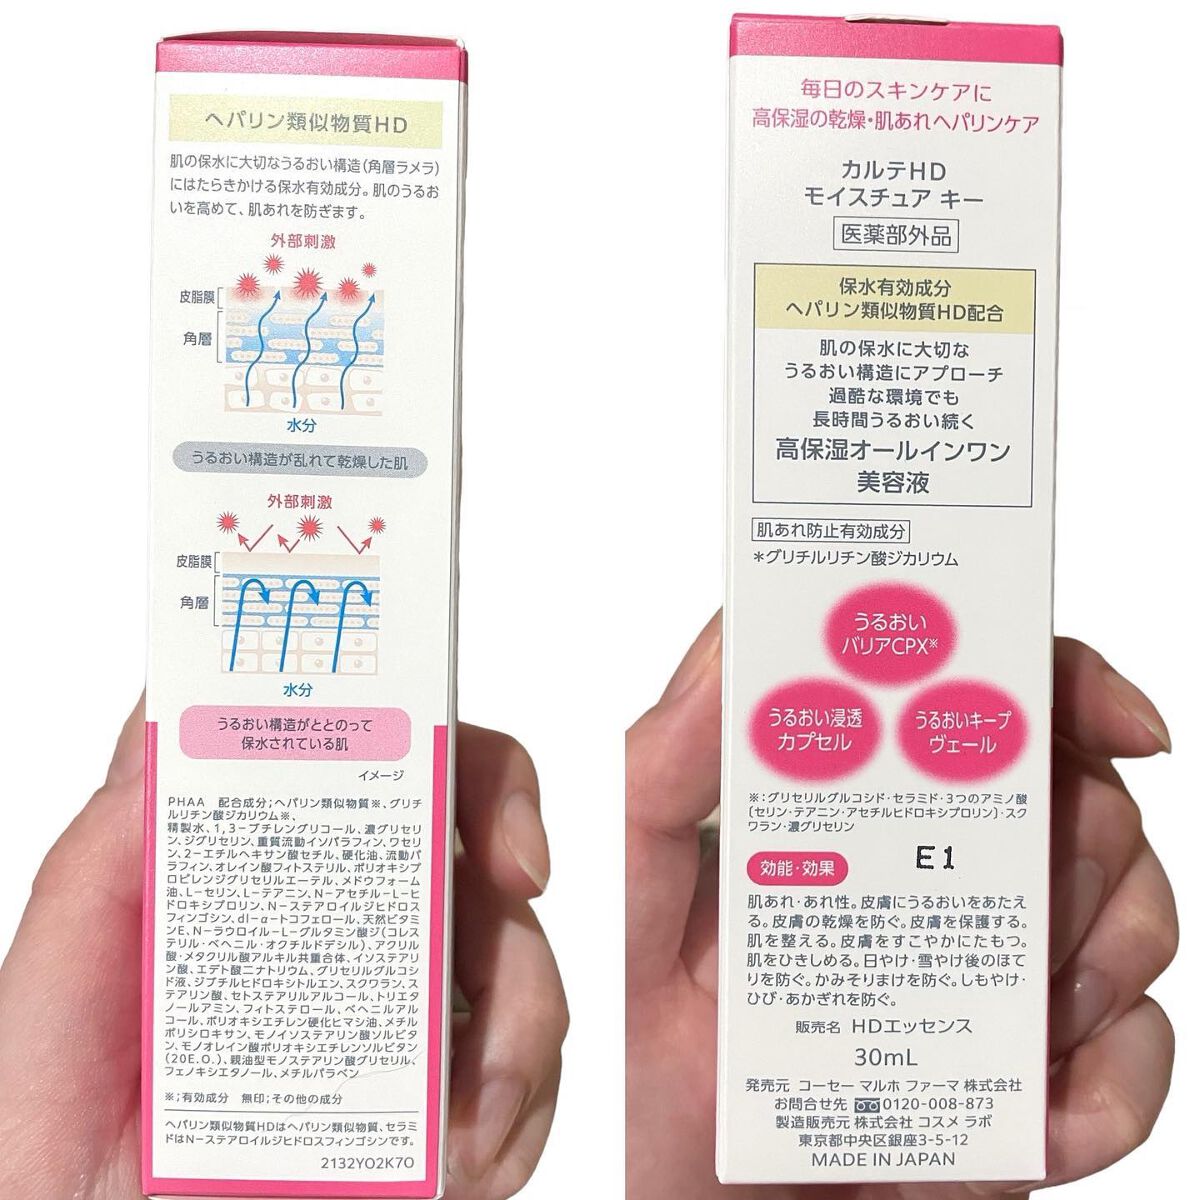 ヘパリン類似物質HD
肌の保水に大切なうるおい構造(角層ラメラ)
にはたらきかける保水有効成分。肌のうるお
いを高めて、肌あれを防ぎます。
外部刺激
皮脂膜
角層
水分
うるおい構造が乱れて乾燥した肌
外部刺激
皮脂膜
角層
水分
うるおい構造がととのって
保水されている肌
イメージ
PHAA 配合成分;ヘパリン類似物質※、グリチ
ルリチン酸ジカリウム※、
精製水、1,3-ブチレングリコール、濃グリセリ
ン、ジグリセリン、重質流動イソパラフィン、ワセリ
ン、2-エチルヘキサン酸セチル、硬化油、流動パ
ラフィン、オレイン酸フィトステリル、ポリオキシプ
ロピレンジグリセリルエーテル、メドウフォーム
油、L-セリン、L-テアニン、N-アセチル-L-ヒ
ドロキシプロリン、N-ステアロイルジヒドロス
フィンゴシン、dl-α-トコフェロール、天然ビタミ
ンE、N-ラウロイル-L-グルタミン酸ジ(コレス
テリル・ベヘニル・オクチルドデシル)、アクリル
酸・メタクリル酸アルキル共重合体、イソステアリ
ン酸、エデト酸二ナトリウム、グリセリルグルコシ
ド液、ジブチルヒドロキシトルエン、スクワラン、ス
テアリン酸、セトステアリルアルコール、トリエタ
ノールアミン、フィトステロール、ベヘニルアル
コール、ポリオキシエチレン硬化ヒマシ油、メチル
ポリシロキサン、モノイソステアリン酸ソルビタ
ン、モノオレイン酸ポリオキシエチレンソルビタン
(20E.O.)、親油型モノステアリン酸グリセリル、
フェノキシエタノール、メチルパラベン
※;有効成分 無印;その他の成分
ヘパリン類似物質HDはヘパリン類似物質、セラミ
ドはN-ステアロイルジヒドロスフィンゴシンです。
2132YO2K7O
毎日のスキンケアに
高保湿の乾燥・肌あれヘパリンケア
カルテHD
モイスチュア キー
医薬部外品
保水有効成分
ヘパリン類似物質HD配合
肌の保水に大切な
うるおい構造にアプローチ
過酷な環境でも
長時間うるおい続く
高保湿オールインワン
美容液
肌あれ防止有効成分
*グリチルリチン酸ジカリウム
うるおい
バリアCPX※
うるおい浸透
カプセル
うるおいキープ
ヴェール
※:グリセリルグルコシド・セラミド・3つのアミノ酸
〔セリン・テアニン・アセチルヒドロキシプロリン〕・スク
ワラン・濃グリセリン
E1
効能・効果
肌あれ・あれ性。皮膚にうるおいをあたえ
る。皮膚の乾燥を防ぐ。皮膚を保護する。
肌を整える。皮膚をすこやかにたもつ。
肌をひきしめる。日やけ・雪やけ後のほて
りを防ぐ。かみそりまけを防ぐ。しもやけ・
ひび・あかぎれを防ぐ。
販売名 HDエッセンス
30mL
発売元 コーセー マルホ ファーマ 株式会社
お問合せ先 0120-008-873
製造販売元 株式会社 コスメ ラボ
東京都中央区銀座3-5-12
MADE IN JAPAN